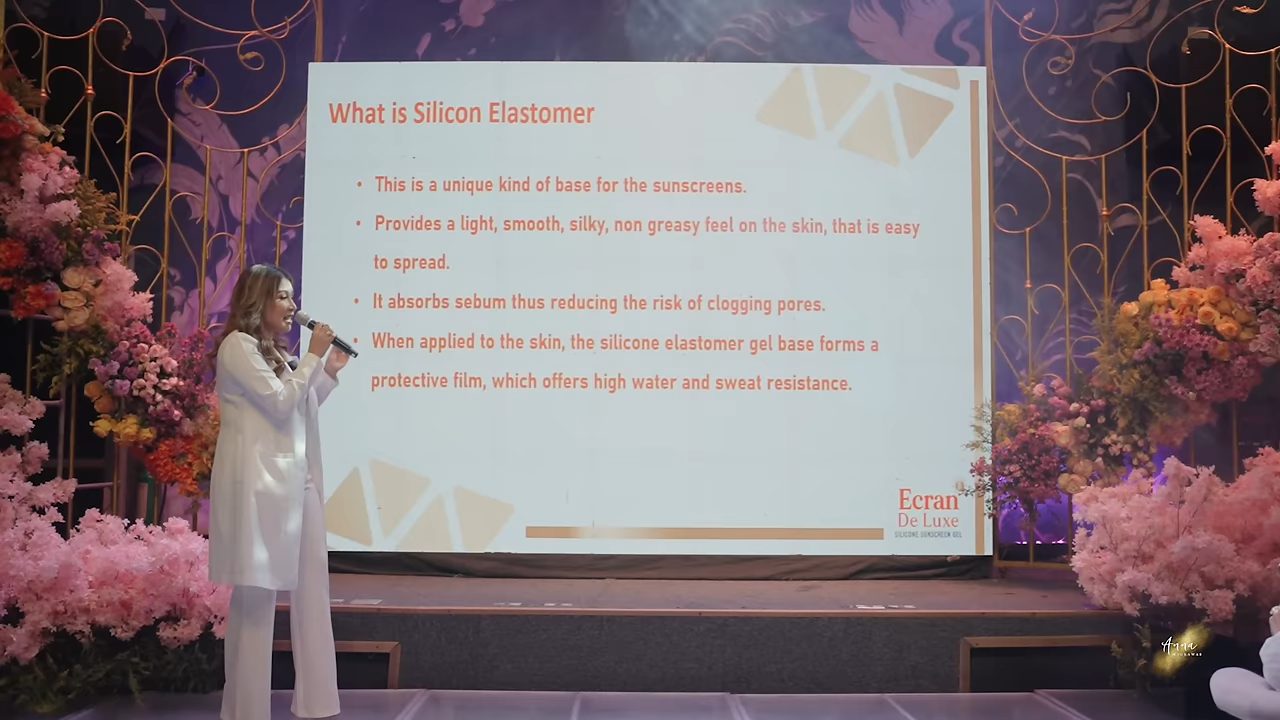 What is Silicon Elastomer
• This is a unique kind of base for the sunscreens.
• Provides a light, smooth, silky, non greasy feel on the skin, that is easy
to spread.
• It absorbs sebum thus reducing the risk of clogging pores.
• When applied to the skin, the silicone elastomer gel base forms a
protective film, which offers high water and sweat resistance.
Ecran
De Luxe
SILICONE SUNSCREEN GEL
Anna